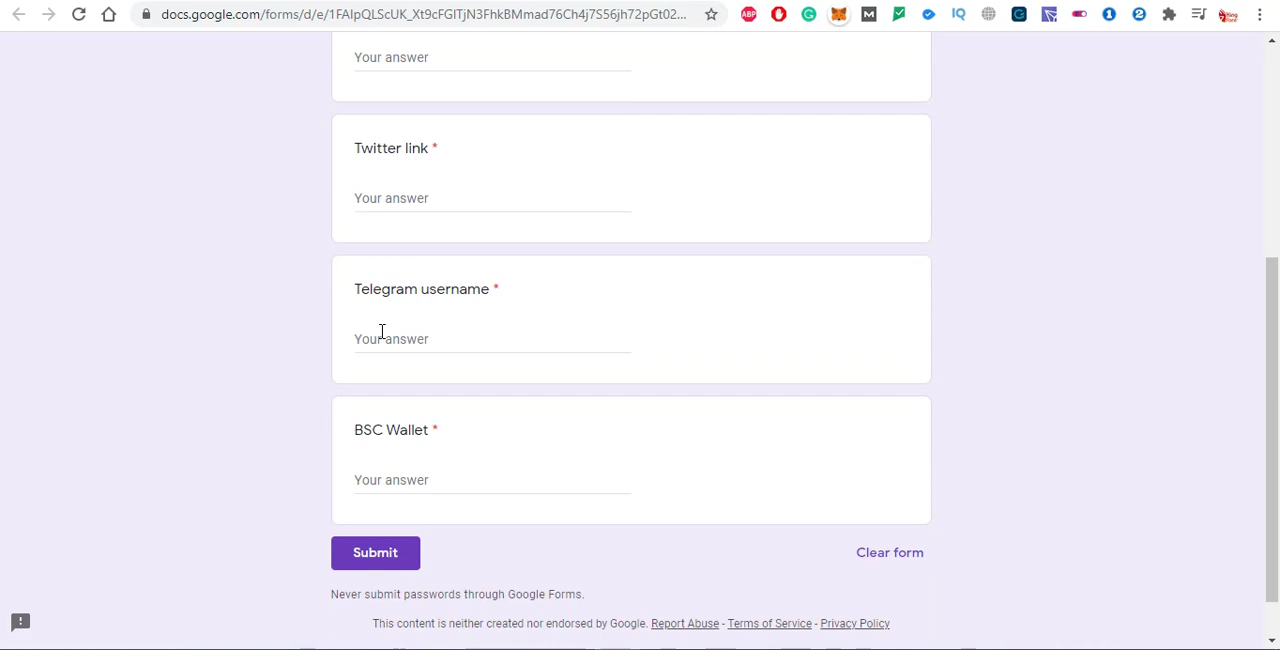 docs.google.com/forms/d/e/1FAIpQLScUK_Xt9cGGlTjN2thkBMmad76Ch4j7S56jh72pGt02...
Your answer
Twitter link *
Your answer
Telegram username *
Your answer
BSC Wallet *
Your answer
Submit
Clear form
Never submit passwords through Google Forms.
This content is neither created nor endorsed by Google. Report Abuse - Terms of Service - Privacy Policy